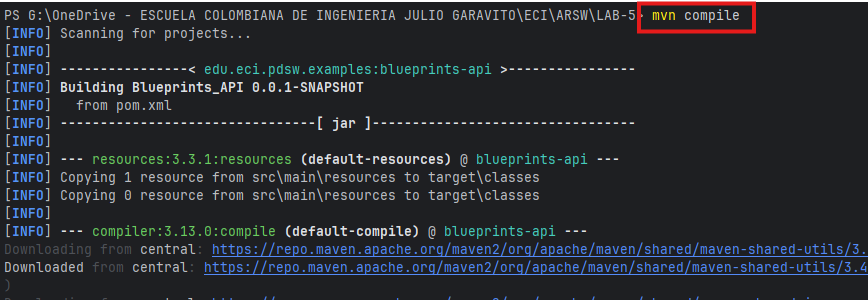 PS G:\OneDrive - ESCUELA COLOMBIANA DE INGENIERIA JULIO GARAVITO\ECI\ARSW\LAB-5> mvn compile
[INFO] Scanning for projects...
[INFO]
[INFO] ---------------< edu.eci.pdsw.examples:blueprints-api >----------------
[INFO] Building Blueprints_API 0.0.1-SNAPSHOT
[INFO]   from pom.xml
[INFO] --------------------------------[ jar ]---------------------------------
[INFO]
[INFO] --- resources:3.3.1:resources (default-resources) @ blueprints-api ---
[INFO] Copying 1 resource from src\main\resources to target\classes
[INFO] Copying 0 resource from src\main\resources to target\classes
[INFO]
[INFO] --- compiler:3.13.0:compile (default-compile) @ blueprints-api ---
Downloading from central: https://repo.maven.apache.org/maven2/org/apache/maven/shared/maven-shared-utils/3.
Downloaded from central: https://repo.maven.apache.org/maven2/org/apache/maven/shared/maven-shared-utils/3.4
)